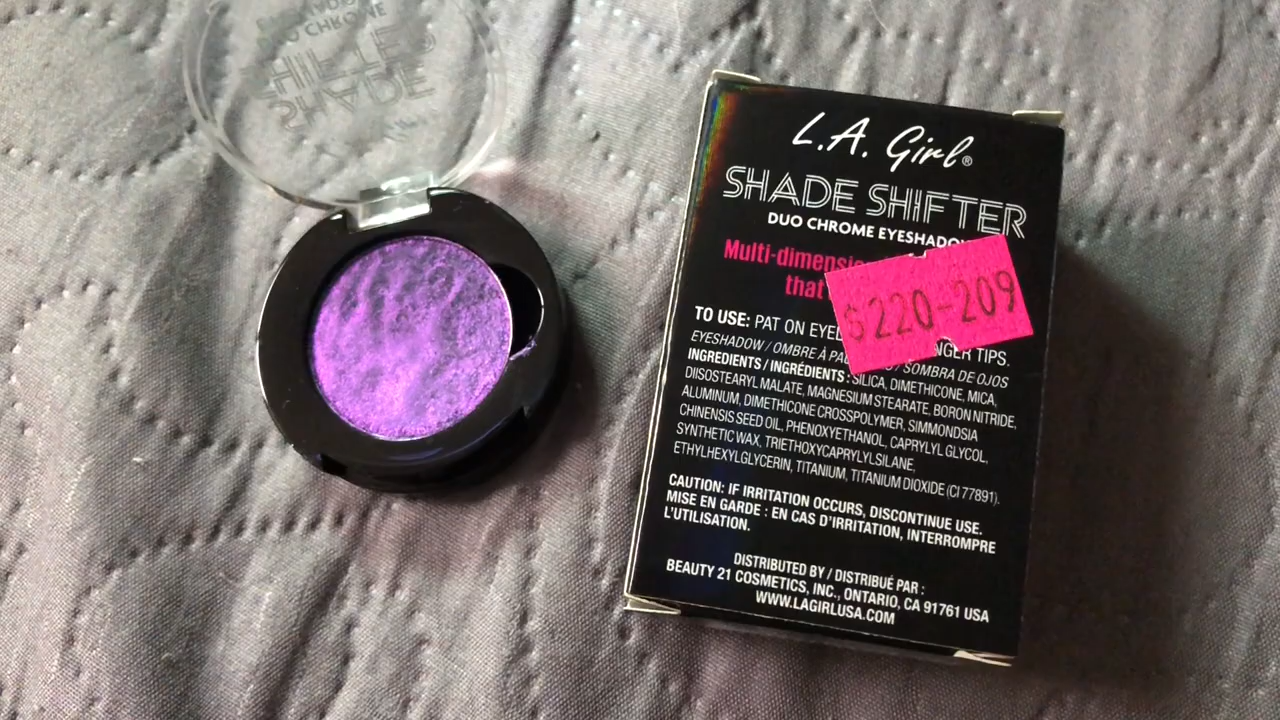 SHADE
SHIFTER
DUO CHROME
L.A. Girl®
SHADE SHIFTER
DUO CHROME EYESHADOW
Multi-dimensio
that
$220-209
TO USE: PAT ON EYEL NGER TIPS.
EYESHADOW / OMBRE À PAU / SOMBRA DE OJOS
INGREDIENTS / INGRÉDIENTS : SILICA, DIMETHICONE, MICA,
DIISOSTEARYL MALATE, MAGNESIUM STEARATE, BORON NITRIDE,
ALUMINUM, DIMETHICONE CROSSPOLYMER, SIMMONDSIA
CHINENSIS SEED OIL, PHENOXYETHANOL, CAPRYLYL GLYCOL,
SYNTHETIC WAX, TRIETHOXYCAPRYLYLSILANE,
ETHYLHEXYLGLYCERIN, TITANIUM, TITANIUM DIOXIDE (CI 77891).
CAUTION: IF IRRITATION OCCURS, DISCONTINUE USE.
MISE EN GARDE : EN CAS D'IRRITATION, INTERROMPRE
L'UTILISATION.
DISTRIBUTED BY / DISTRIBUÉ PAR :
BEAUTY 21 COSMETICS, INC., ONTARIO, CA 91761 USA
WWW.LAGIRLUSA.COM